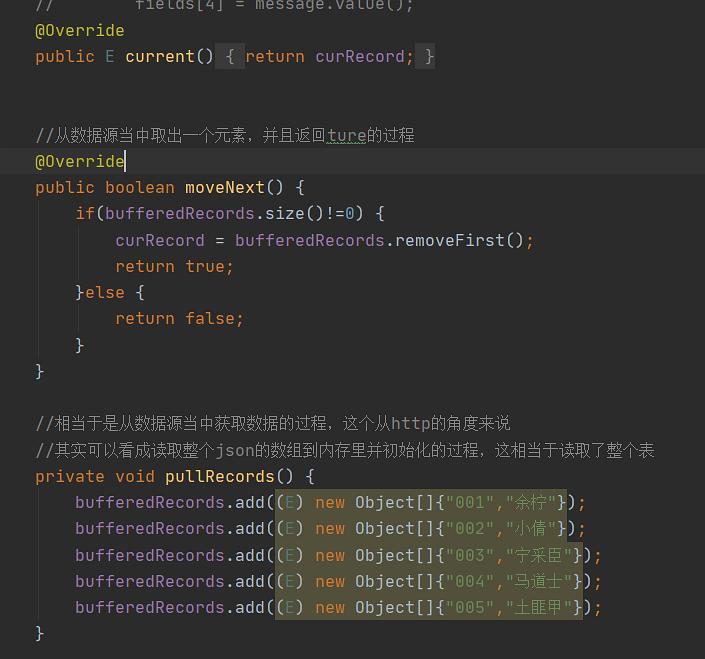 //        fields[4] = message.value();
@Override
public E current() { return curRecord; }
//从数据源当中取出一个元素，并且返回ture的过程
@Override
public boolean moveNext() {
if(bufferedRecords.size()!=0) {
curRecord = bufferedRecords.removeFirst();
return true;
}else {
return false;
}
}
//相当于是从数据源当中获取数据的过程，这个从http的角度来说
//其实可以看成读取整个json的数组到内存里并初始化的过程，这相当于读取了整个表
private void pullRecords() {
bufferedRecords.add((E) new Object[]{"001","余柠"});
bufferedRecords.add((E) new Object[]{"002","小倩"});
bufferedRecords.add((E) new Object[]{"003","宁采臣"});
bufferedRecords.add((E) new Object[]{"004","马道士"});
bufferedRecords.add((E) new Object[]{"005","土匪甲"});
}